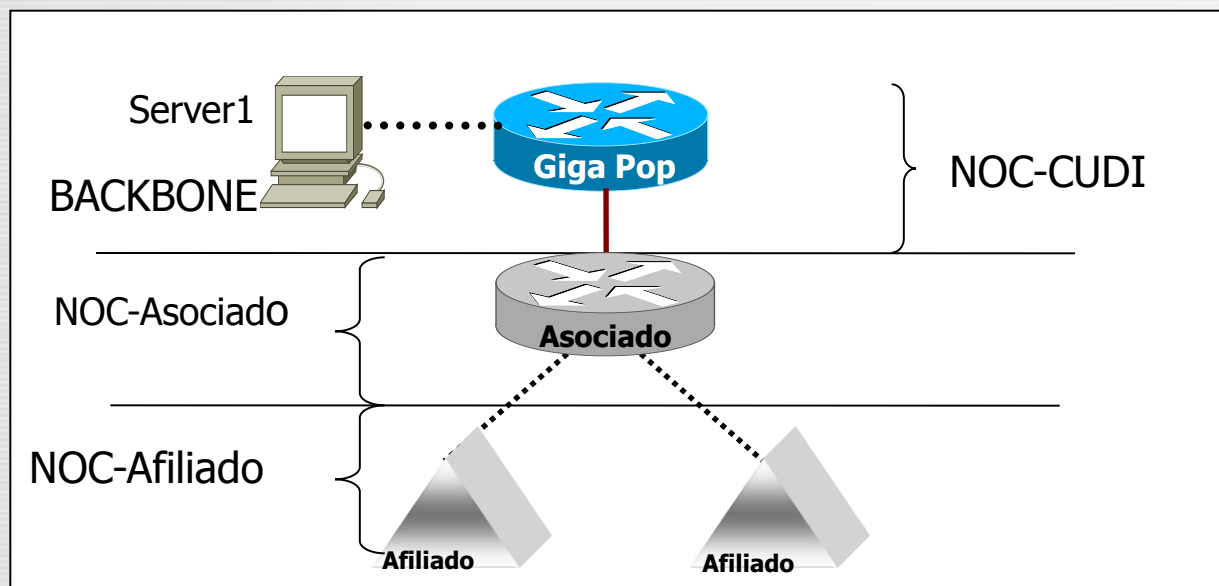 Server1
Giga Pop
NOC-CUDI
BACKBONE
NOC-Asociado
Asociado
NOC-Afiliado
Afiliado
Afiliado